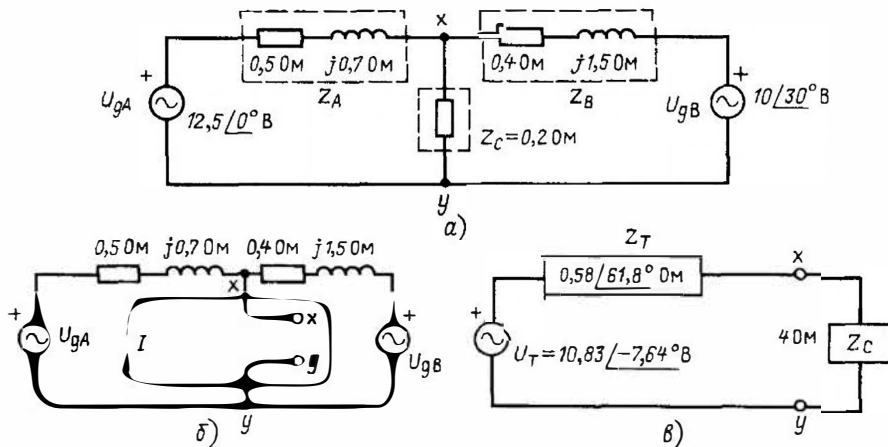 x
0,5 Ом j0,7 Ом 0,4 Ом j1,5 Ом
Z_A Z_B
+ +
U_gA 12,5/0° В
Z_C = 0,2 Ом
U_gB 10/30° В
y
а)
0,5 Ом j0,7 Ом 0,4 Ом j1,5 Ом
x
+ +
U_gA I x U_gB
g
y
б)
Z_T
0,58/61,8° Ом
x
+
U_T = 10,83/-7,64° В
4 Ом Z_C
y
в)